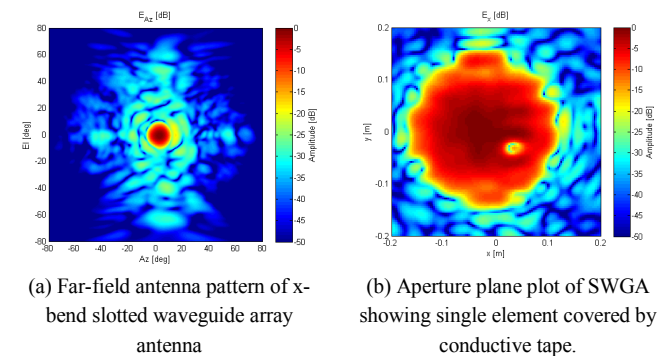 E_Az [dB]
80
60
40
20
0
-20
-40
-60
-80
-80 -60 -40 -20 0 20 40 60 80
El [deg]
Az [deg]
0
-5
-10
-15
-20
-25
-30
-35
-40
-45
-50
Amplitude [dB]
E_x [dB]
0.2
0.1
0
-0.1
-0.2
-0.2 -0.1 0 0.1 0.2
y [m]
x [m]
0
-5
-10
-15
-20
-25
-30
-35
-40
-45
-50
Amplitude [dB]
(a) Far-field antenna pattern of x-
bend slotted waveguide array
antenna
(b) Aperture plane plot of SWGA
showing single element covered by
conductive tape.